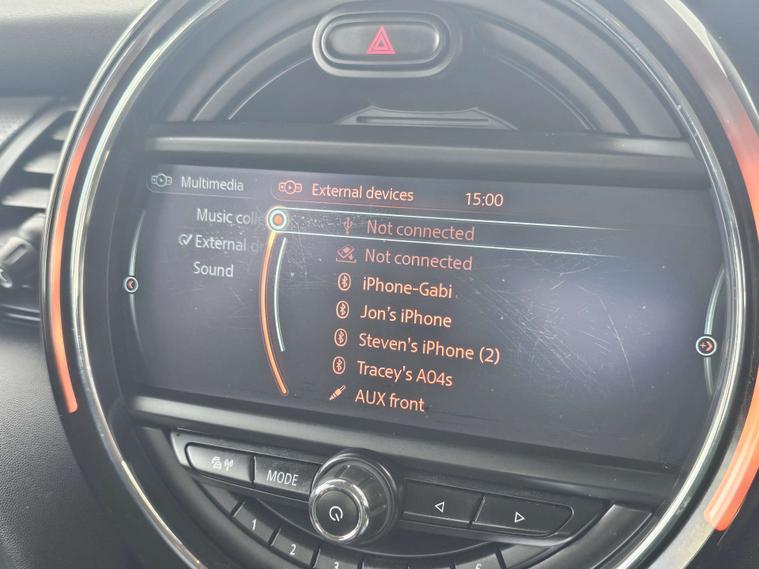 Multimedia
External devices
15:00
Music
External
Sound
Not connected
Not connected
iPhone-Gabi
Jon's iPhone
Steven's iPhone (2)
Tracey's A04s
AUX front
MODE
1
2
3